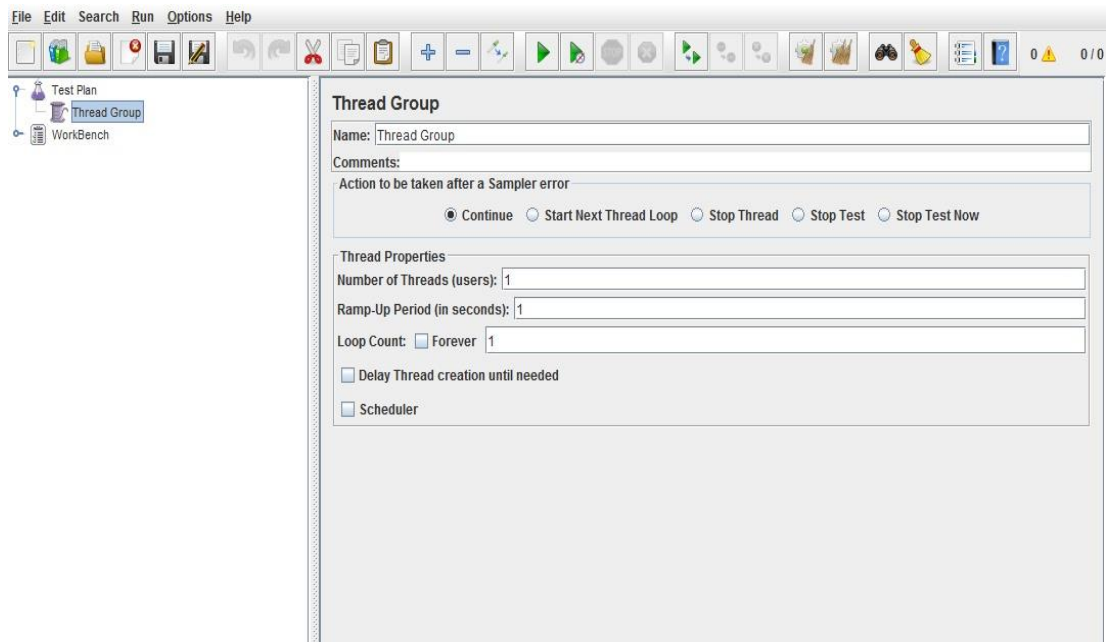 File Edit Search Run Options Help
0 0 / 0
Test Plan
Thread Group
WorkBench
Thread Group
Name: Thread Group
Comments:
Action to be taken after a Sampler error
Continue Start Next Thread Loop Stop Thread Stop Test Stop Test Now
Thread Properties
Number of Threads (users): 1
Ramp-Up Period (in seconds): 1
Loop Count: Forever 1
Delay Thread creation until needed
Scheduler